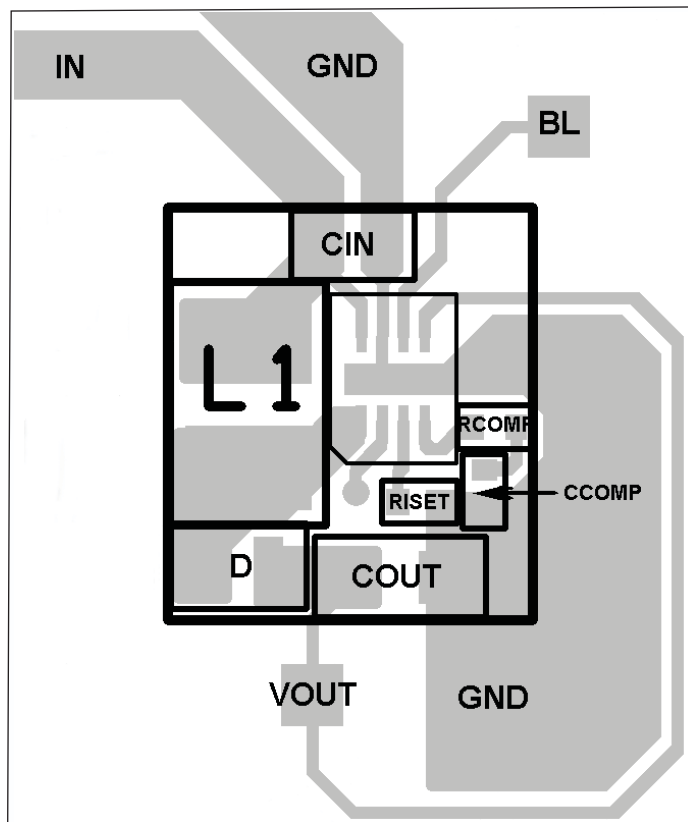 IN
GND
BL
CIN
L1
RCOMP
RISET
CCOMP
D
COUT
VOUT
GND